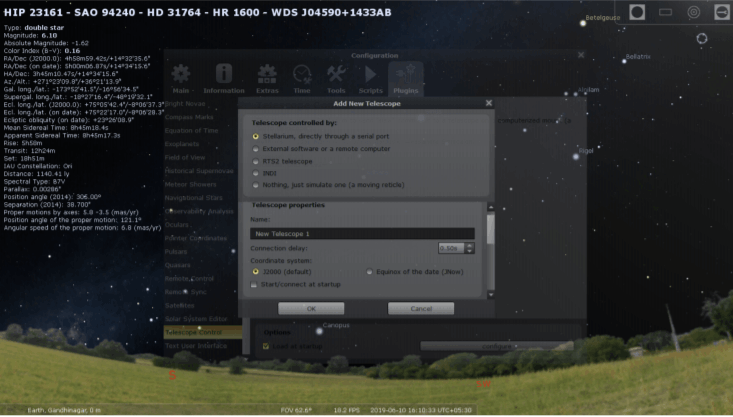 HIP 23161 - SAO 94240 - HD 31764 - HR 1600 - WDS J04590+1433AB
Type: double star
Magnitude: 6.10
Absolute Magnitude: -1.62
Color Index (B-V): 0.16
RA/Dec (J2000.0): 4h58m59.42s/+14°32'35.6"
RA/Dec (on date): 5h00m06.87s/+14°34'15.6"
HA/Dec: 3h45m10.47s/+14°34'15.6"
Az./Alt.: +271°23'09.8"/+36°21'13.9"
Gal. long./lat.: -173°52'41.5"/-16°56'34.5"
Supergal. long./lat.: -18°27'16.4"/-48°19'32.1"
Ecl. long./lat. (J2000.0): +75°05'42.4"/-8°06'37.3"
Ecl. long./lat. (on date): +75°22'17.0"/-8°06'28.3"
Ecliptic obliquity (on date): +23°26'08.9"
Mean Sidereal Time: 8h45m18.4s
Apparent Sidereal Time: 8h45m17.3s
Rise: 5h58m
Transit: 12h24m
Set: 18h51m
IAU Constellation: Ori
Distance: 1140.41 ly
Spectral Type: B7V
Parallax: 0.00286"
Position angle (2014): 306.00°
Separation (2014): 38.700"
Proper motions by axes: 5.8 -3.5 (mas/yr)
Position angle of the proper motion: 121.1°
Angular speed of the proper motion: 6.8 (mas/yr)
Betelgeuse
Bellatrix
Rigel
Configuration
Main
Information
Extras
Time
Tools
Scripts
Plugins
Bright Novae
Compass Marks
Equation of Time
Exoplanets
Field of View
Historical Supernovae
Meteor Showers
Navigational Stars
Observability Analysis
Oculars
Pointer Coordinates
Pulsars
Quasars
Remote Control
Remote Sync
Satellites
Solar System Editor
Telescope Control
Text User Interface
Add New Telescope
Telescope controlled by:
Stellarium, directly through a serial port
External software or a remote computer
RTS2 telescope
INDI
Nothing, just simulate one (a moving reticle)
Telescope properties
Name:
New Telescope 1
Connection delay:
0.50s
Coordinate system:
J2000 (default)
Equinox of the date (JNow)
Start/connect at startup
OK
Cancel
Canopus
Options
Load at startup
configure
S
Earth, Gandhinagar, 0 m
FOV 62.6°
18.2 FPS
2019-06-10 16:10:33 UTC+05:30